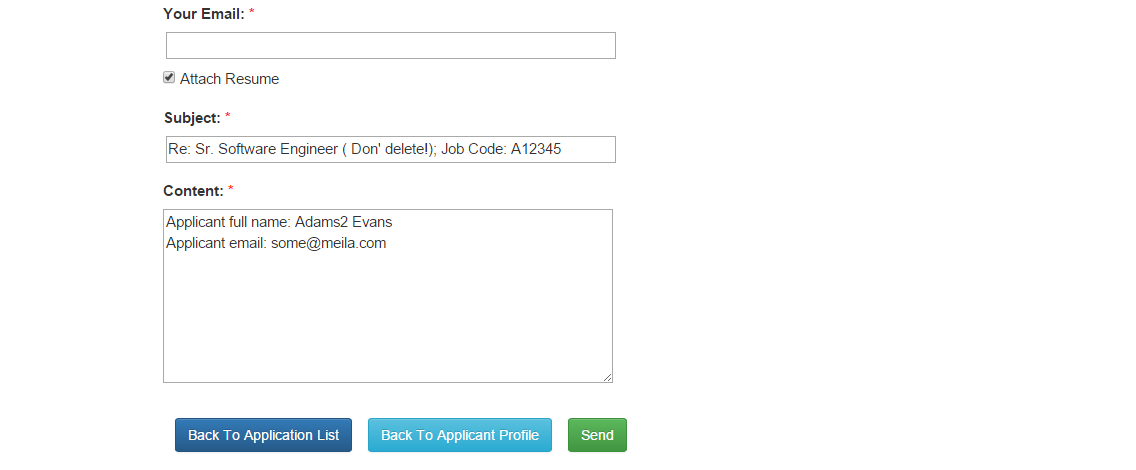 Your Email: *
Attach Resume
Subject: *
Re: Sr. Software Engineer ( Don' delete!); Job Code: A12345
Content: *
Applicant full name: Adams2 Evans
Applicant email: some@meila.com
Back To Application List Back To Applicant Profile Send